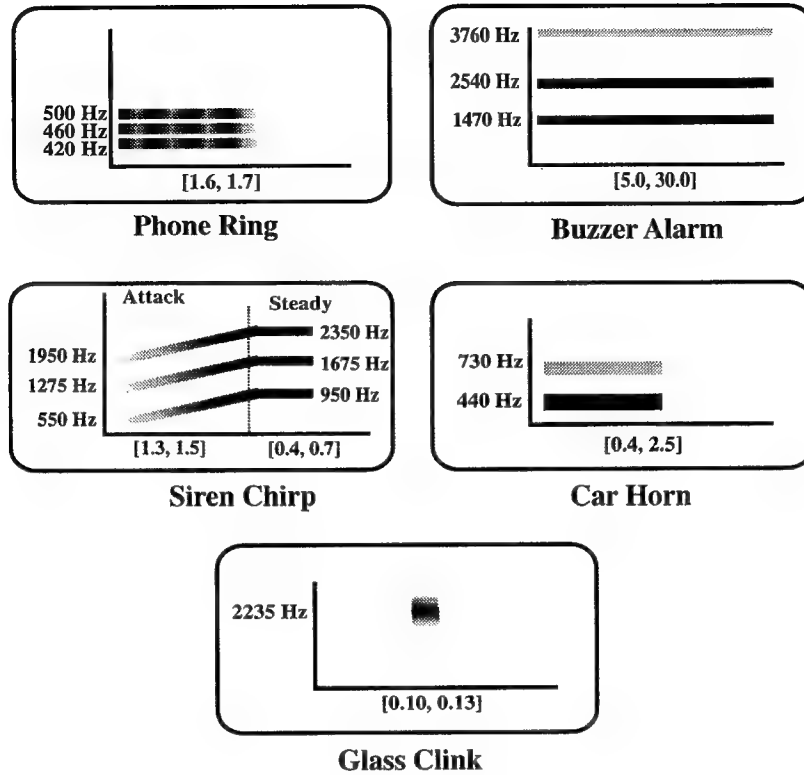 500 Hz
460 Hz
420 Hz
[1.6, 1.7]
Phone Ring
3760 Hz
2540 Hz
1470 Hz
[5.0, 30.0]
Buzzer Alarm
Attack
Steady
1950 Hz
1275 Hz
550 Hz
2350 Hz
1675 Hz
950 Hz
[1.3, 1.5]
[0.4, 0.7]
Siren Chirp
730 Hz
440 Hz
[0.4, 2.5]
Car Horn
2235 Hz
[0.10, 0.13]
Glass Clink